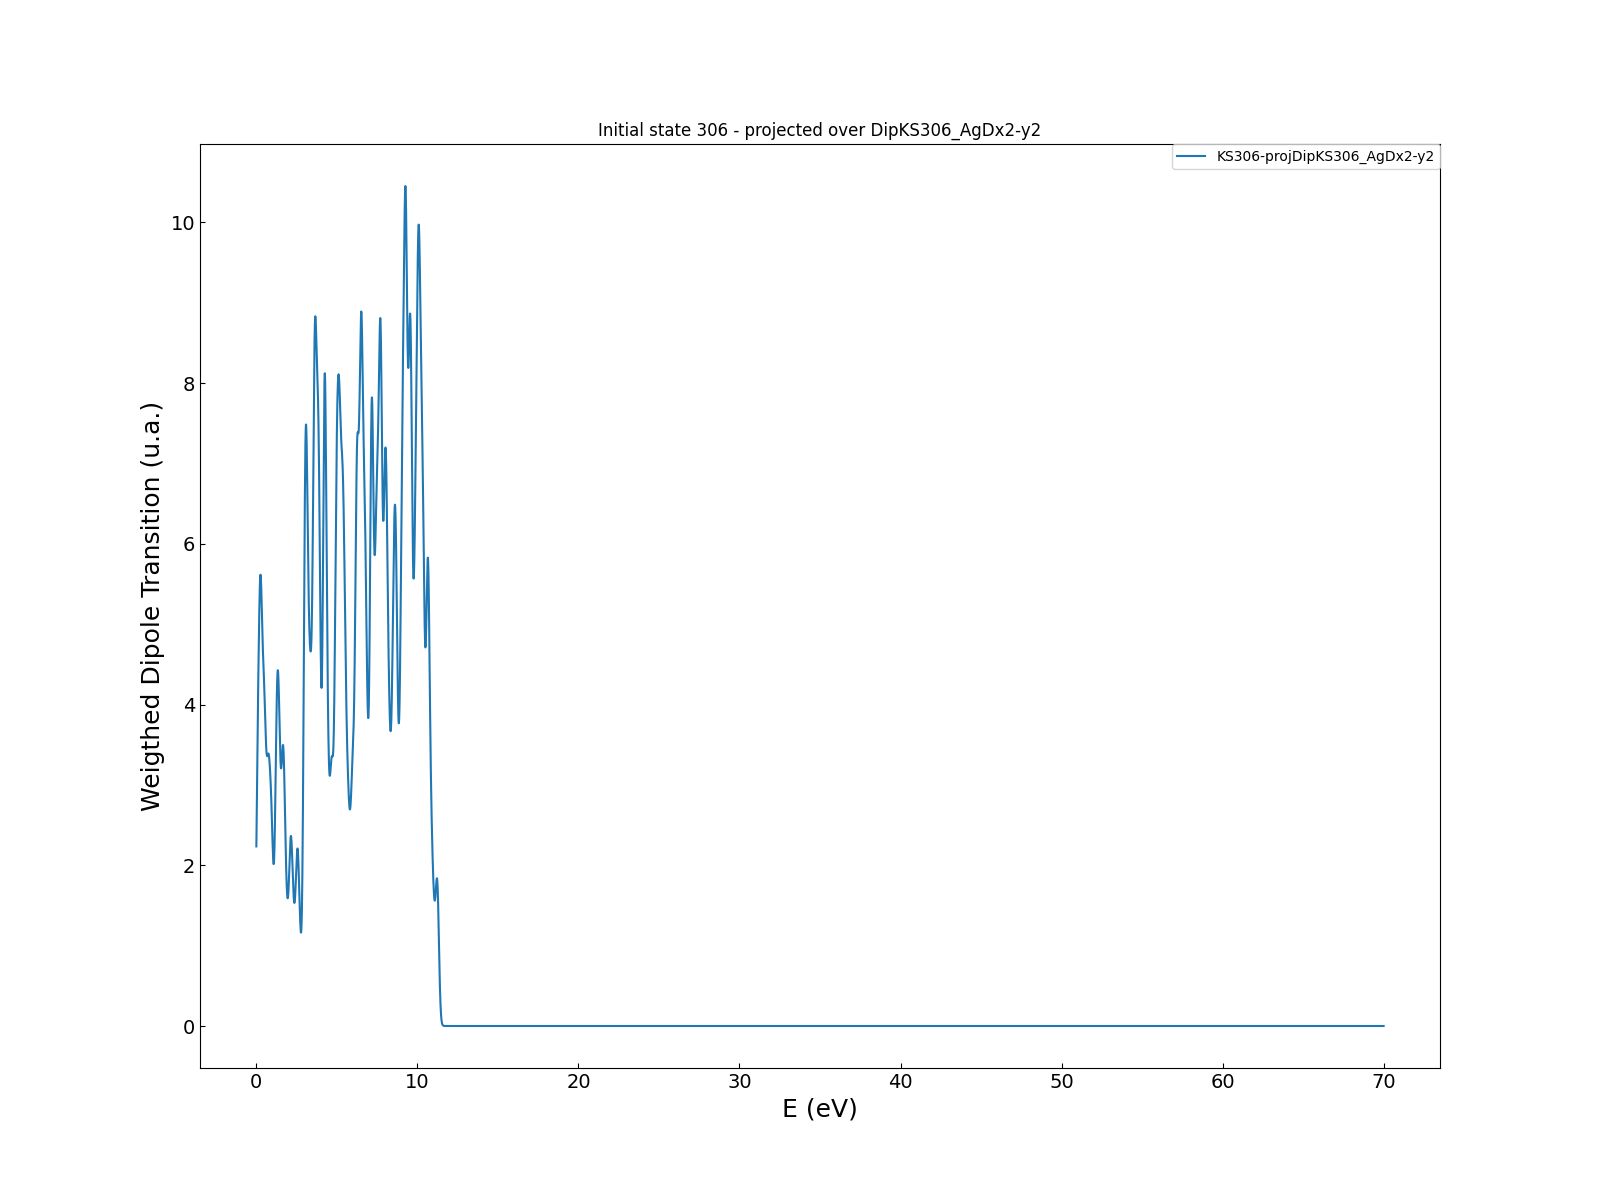 Initial state 306 - projected over DipKS306_AgDx2-y2
KS306-projDipKS306_AgDx2-y2
Weigthed Dipole Transition (u.a.)
10
8
6
4
2
0
0 10 20 30 40 50 60 70
E (eV)